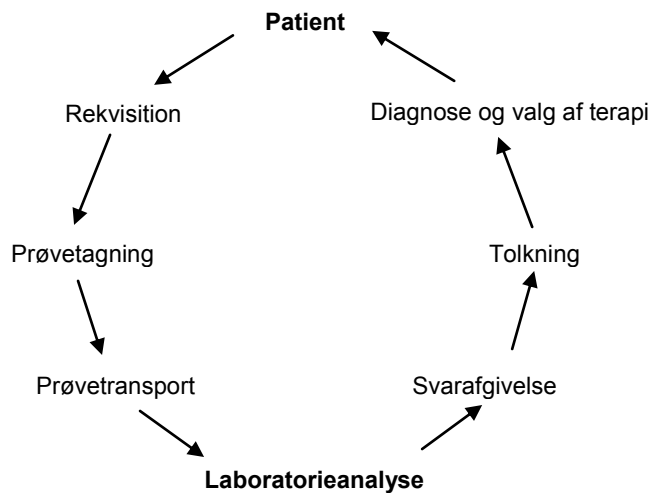 Patient
Rekvisition
Diagnose og valg af terapi
Prøvetagning
Tolkning
Prøvetransport
Svarafgivelse
Laboratorieanalyse